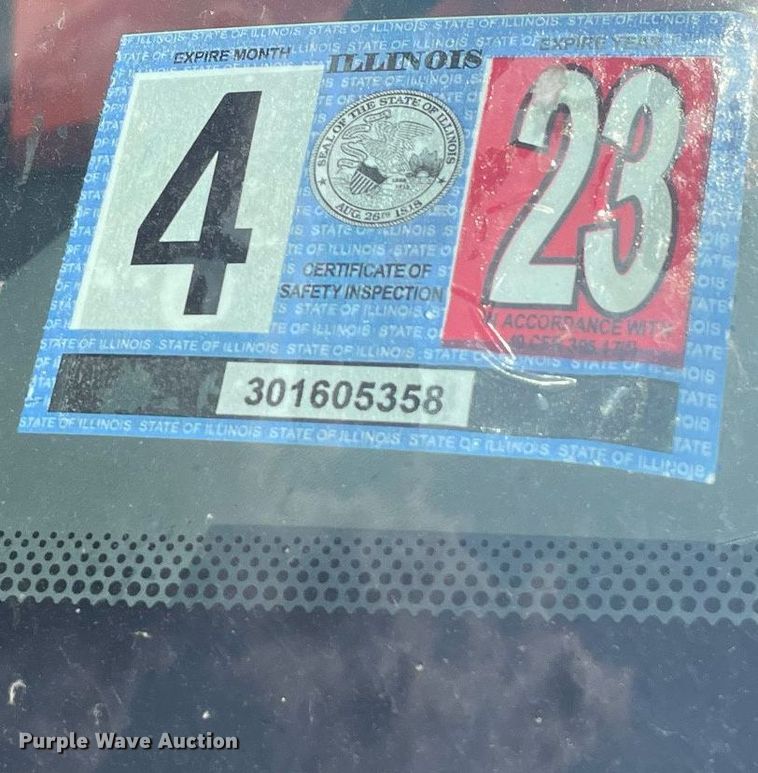 EXPIRE MONTH
ILLINOIS
EXPIRE YEAR
4
23
SEAL OF THE STATE OF ILLINOIS
AUG. 26TH 1818
CERTIFICATE OF
SAFETY INSPECTION
IN ACCORDANCE WITH
301605358
STATE OF ILLINOIS STATE OF ILLINOIS STATE OF ILLINOIS STATE OF ILLINOIS STATE OF ILLINOIS
Purple Wave Auction